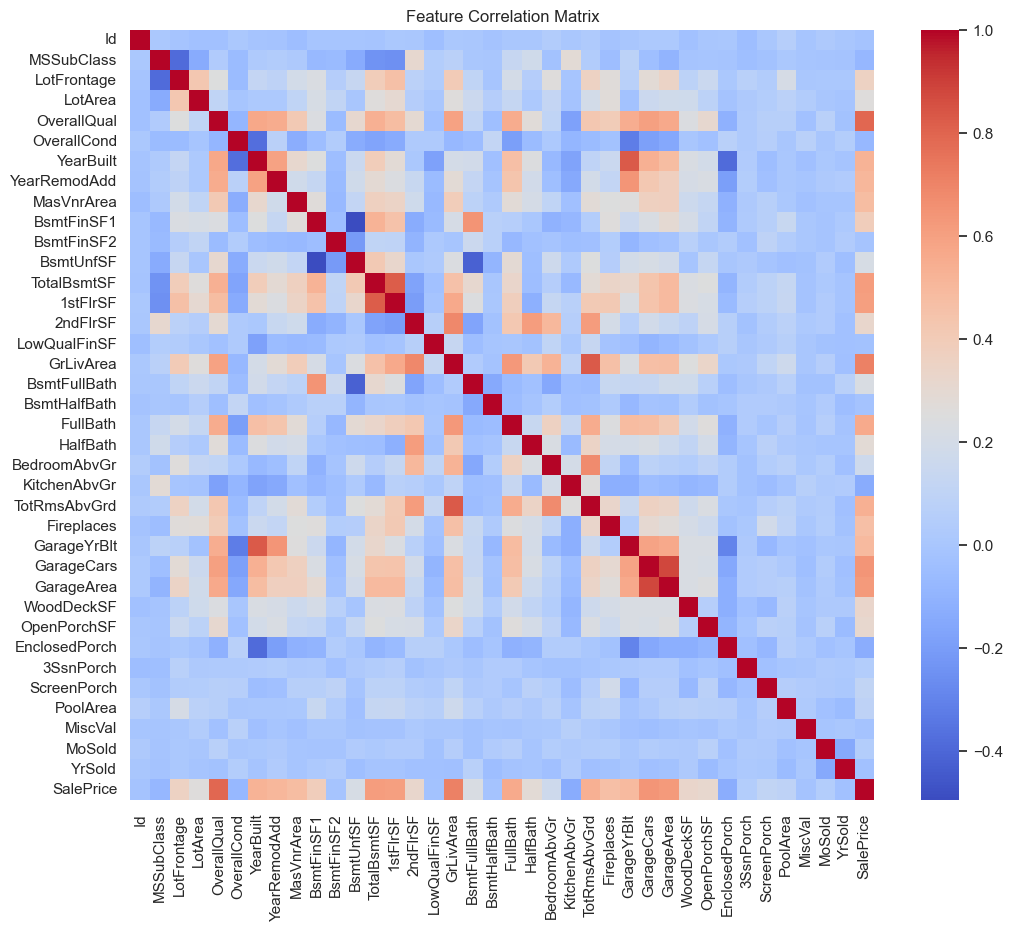 Feature Correlation Matrix
Id
MSSubClass
LotFrontage
LotArea
OverallQual
OverallCond
YearBuilt
YearRemodAdd
MasVnrArea
BsmtFinSF1
BsmtFinSF2
BsmtUnfSF
TotalBsmtSF
1stFlrSF
2ndFlrSF
LowQualFinSF
GrLivArea
BsmtFullBath
BsmtHalfBath
FullBath
HalfBath
BedroomAbvGr
KitchenAbvGr
TotRmsAbvGrd
Fireplaces
GarageYrBlt
GarageCars
GarageArea
WoodDeckSF
OpenPorchSF
EnclosedPorch
3SsnPorch
ScreenPorch
PoolArea
MiscVal
MoSold
YrSold
SalePrice
Id
MSSubClass
LotFrontage
LotArea
OverallQual
OverallCond
YearBuilt
YearRemodAdd
MasVnrArea
BsmtFinSF1
BsmtFinSF2
BsmtUnfSF
TotalBsmtSF
1stFlrSF
2ndFlrSF
LowQualFinSF
GrLivArea
BsmtFullBath
BsmtHalfBath
FullBath
HalfBath
BedroomAbvGr
KitchenAbvGr
TotRmsAbvGrd
Fireplaces
GarageYrBlt
GarageCars
GarageArea
WoodDeckSF
OpenPorchSF
EnclosedPorch
3SsnPorch
ScreenPorch
PoolArea
MiscVal
MoSold
YrSold
SalePrice
1.0
0.8
0.6
0.4
0.2
0.0
−0.2
−0.4